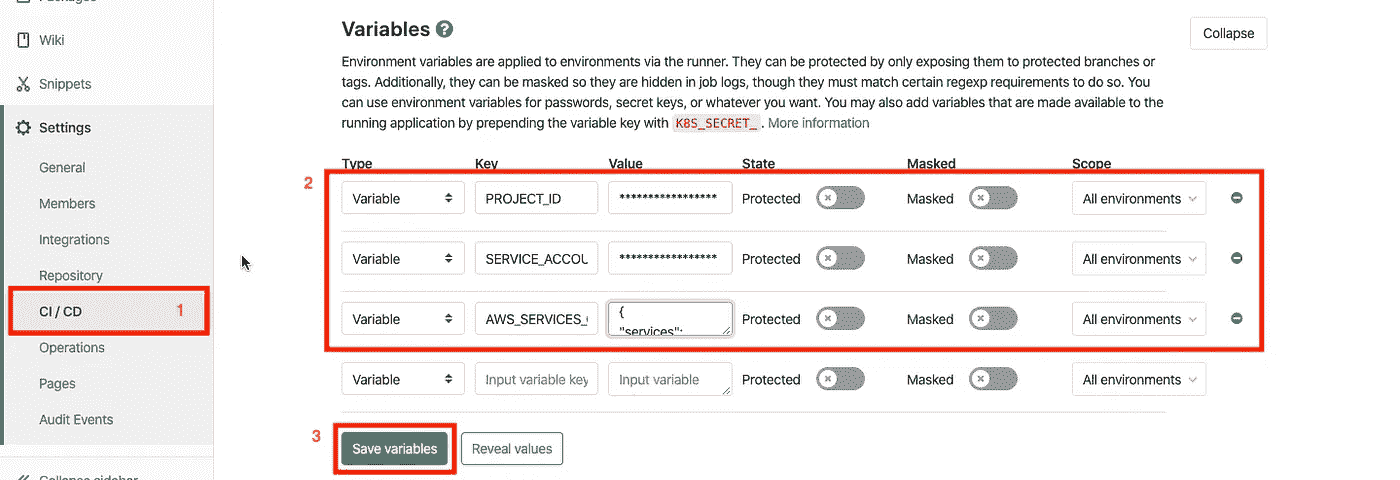 Packages
Wiki
Snippets
Settings
General
Members
Integrations
Repository
CI / CD 1
Operations
Pages
Audit Events
Collapse sidebar
Variables ?
Collapse
Environment variables are applied to environments via the runner. They can be protected by only exposing them to protected branches or
tags. Additionally, they can be masked so they are hidden in job logs, though they must match certain regexp requirements to do so. You
can use environment variables for passwords, secret keys, or whatever you want. You may also add variables that are made available to the
running application by prepending the variable key with K8S_SECRET_ . More information
Type Key Value State Masked Scope
2
Variable PROJECT_ID ***************** Protected Masked All environments
Variable SERVICE_ACCOU ***************** Protected Masked All environments
Variable AWS_SERVICES_ { Protected Masked All environments
"services":
Variable Input variable key Input variable Protected Masked All environments
3
Save variables Reveal values